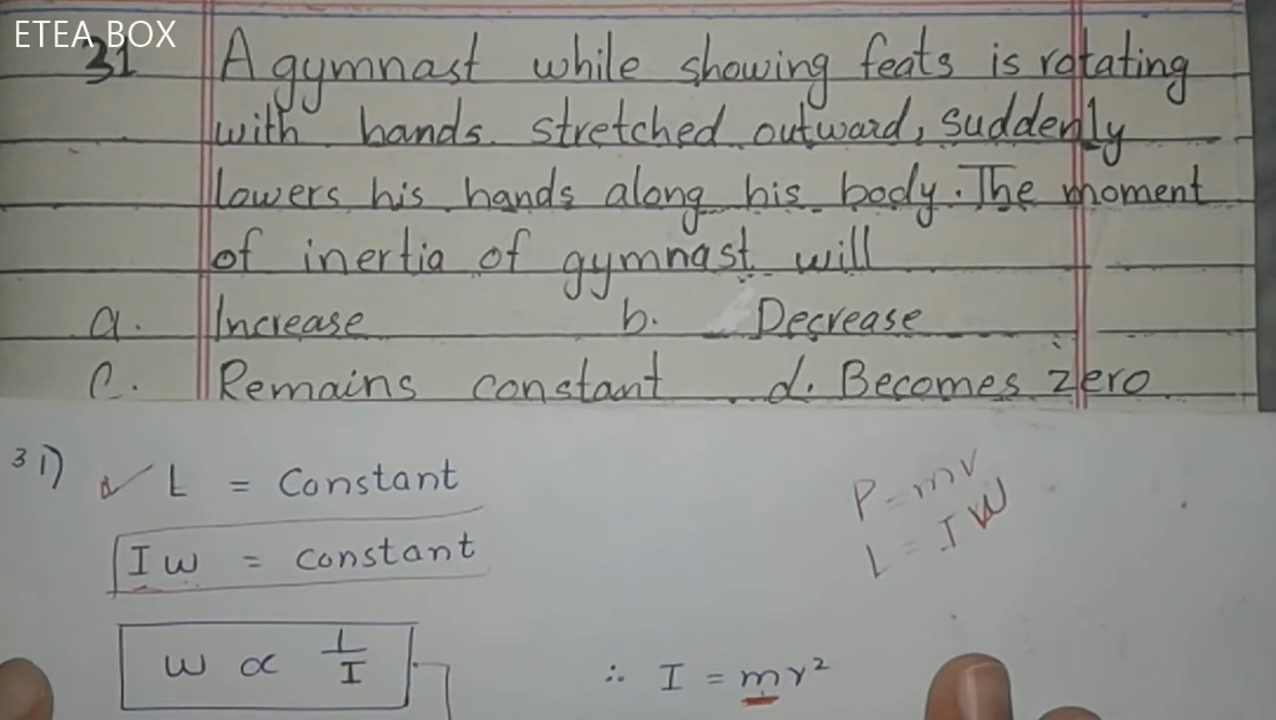 ETEA BOX
31 A gymnast while showing feats is rotating
with hands stretched outward, suddenly
lowers his hands along his body. The moment
of inertia of gymnast will
a. Increase b. Decrease
c. Remains constant d. Becomes zero
31) ✓ L = Constant
P = mv
L = Iω
Iω = constant
ω ∝ 1/I
∴ I = mr²